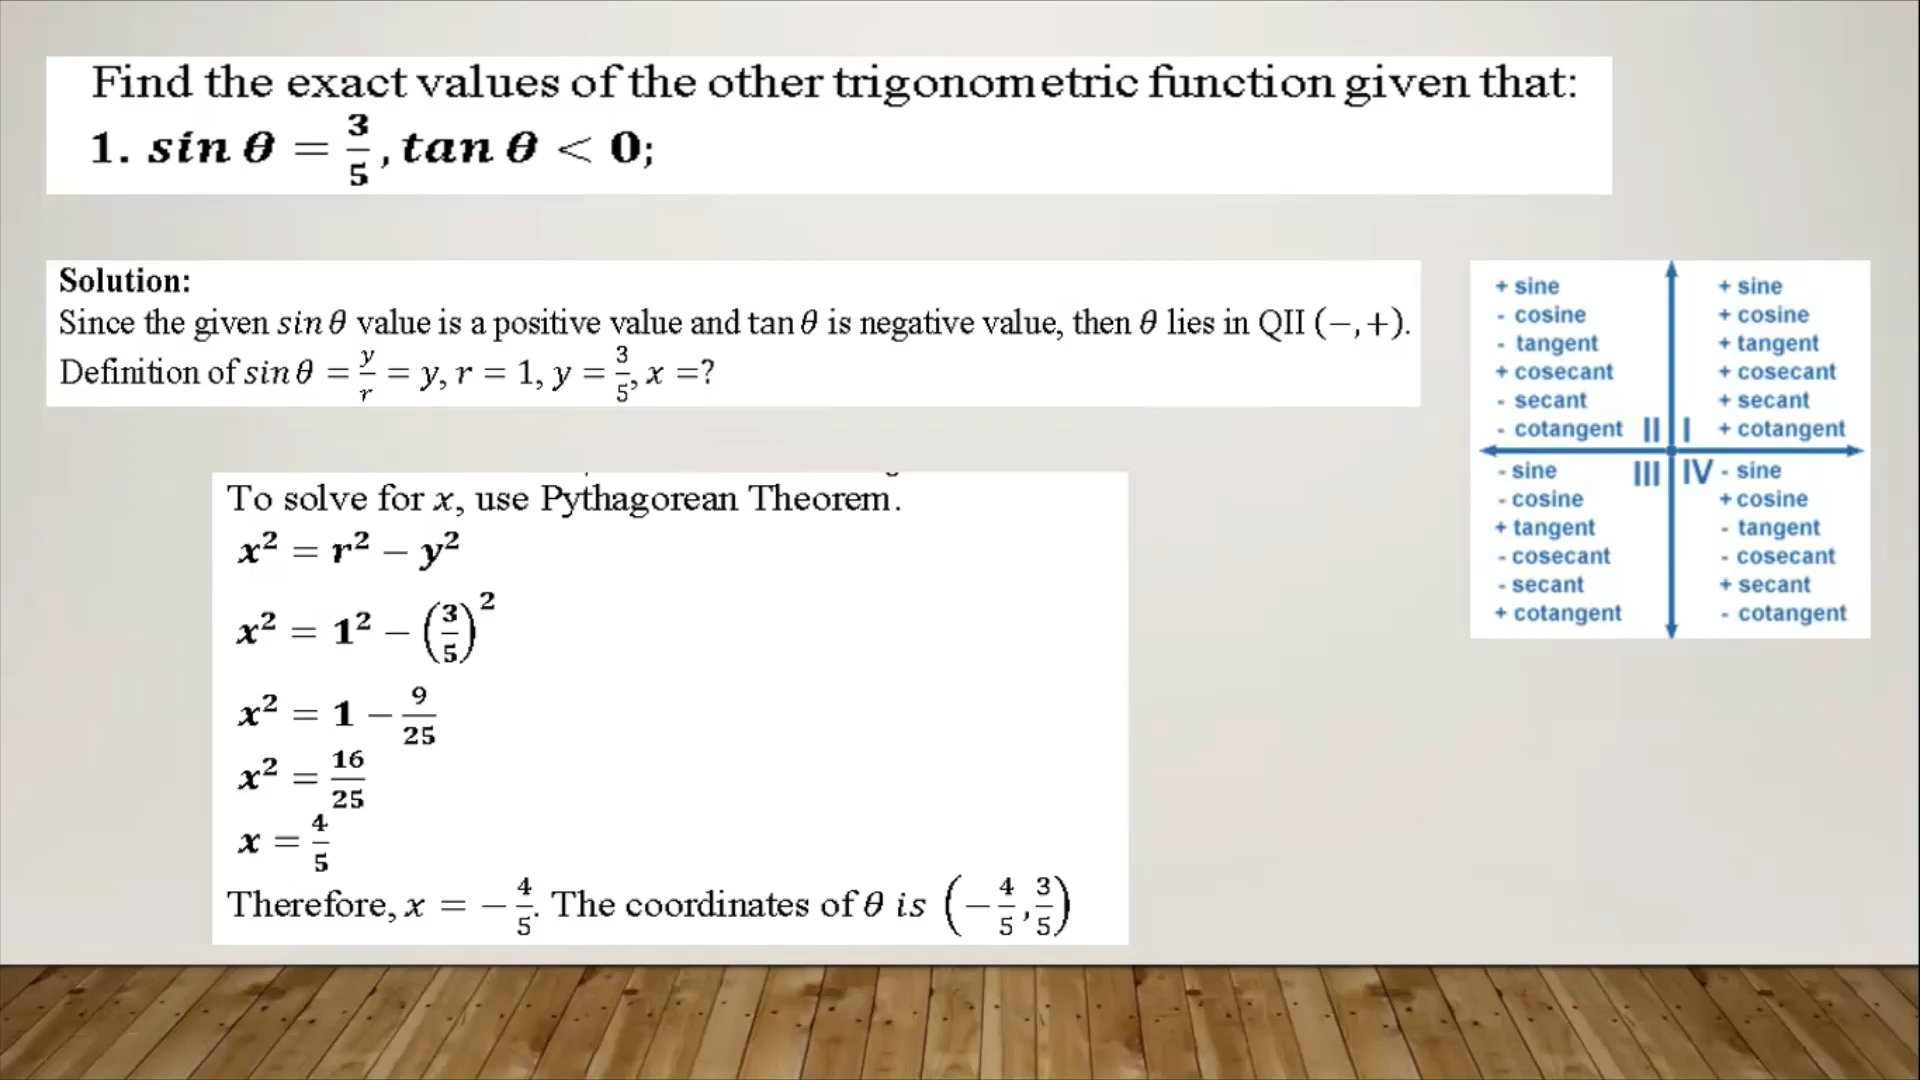 Find the exact values of the other trigonometric function given that:
1. sin θ = 3/5, tan θ < 0;
Solution:
Since the given sin θ value is a positive value and tan θ is negative value, then θ lies in QII (−,+).
Definition of sin θ = y/r = y, r = 1, y = 3/5, x =?
To solve for x, use Pythagorean Theorem.
x² = r² − y²
x² = 1² − (3/5)²
x² = 1 − 9/25
x² = 16/25
x = 4/5
Therefore, x = −4/5. The coordinates of θ is (−4/5, 3/5)
+ sine
- cosine
- tangent
+ cosecant
- secant
- cotangent
II
I
+ sine
+ cosine
+ tangent
+ cosecant
+ secant
+ cotangent
- sine
- cosine
+ tangent
- cosecant
- secant
+ cotangent
III
IV
- sine
+ cosine
- tangent
- cosecant
+ secant
- cotangent